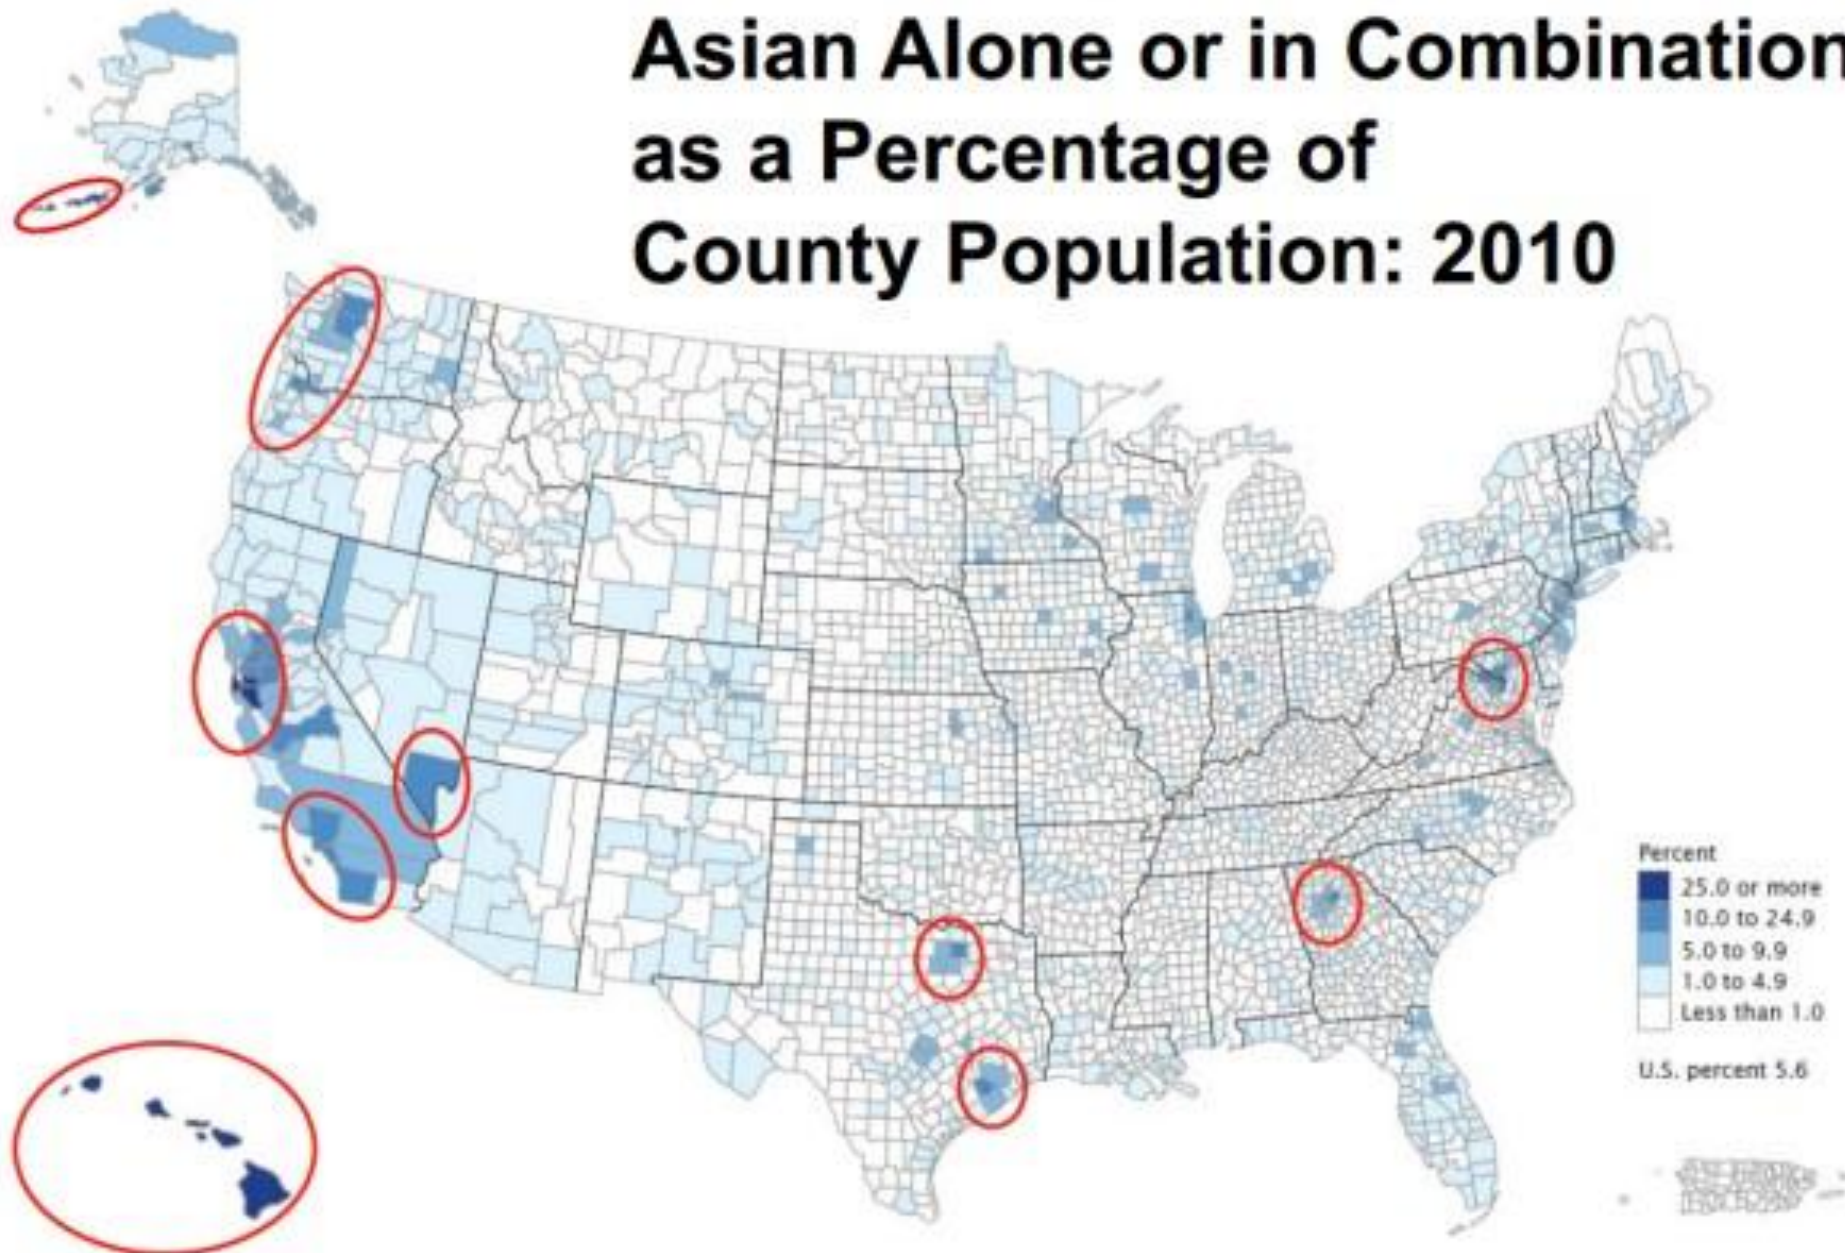 Asian Alone or in Combination
as a Percentage of
County Population: 2010
Percent
25.0 or more
10.0 to 24.9
5.0 to 9.9
1.0 to 4.9
Less than 1.0
U.S. percent 5.6